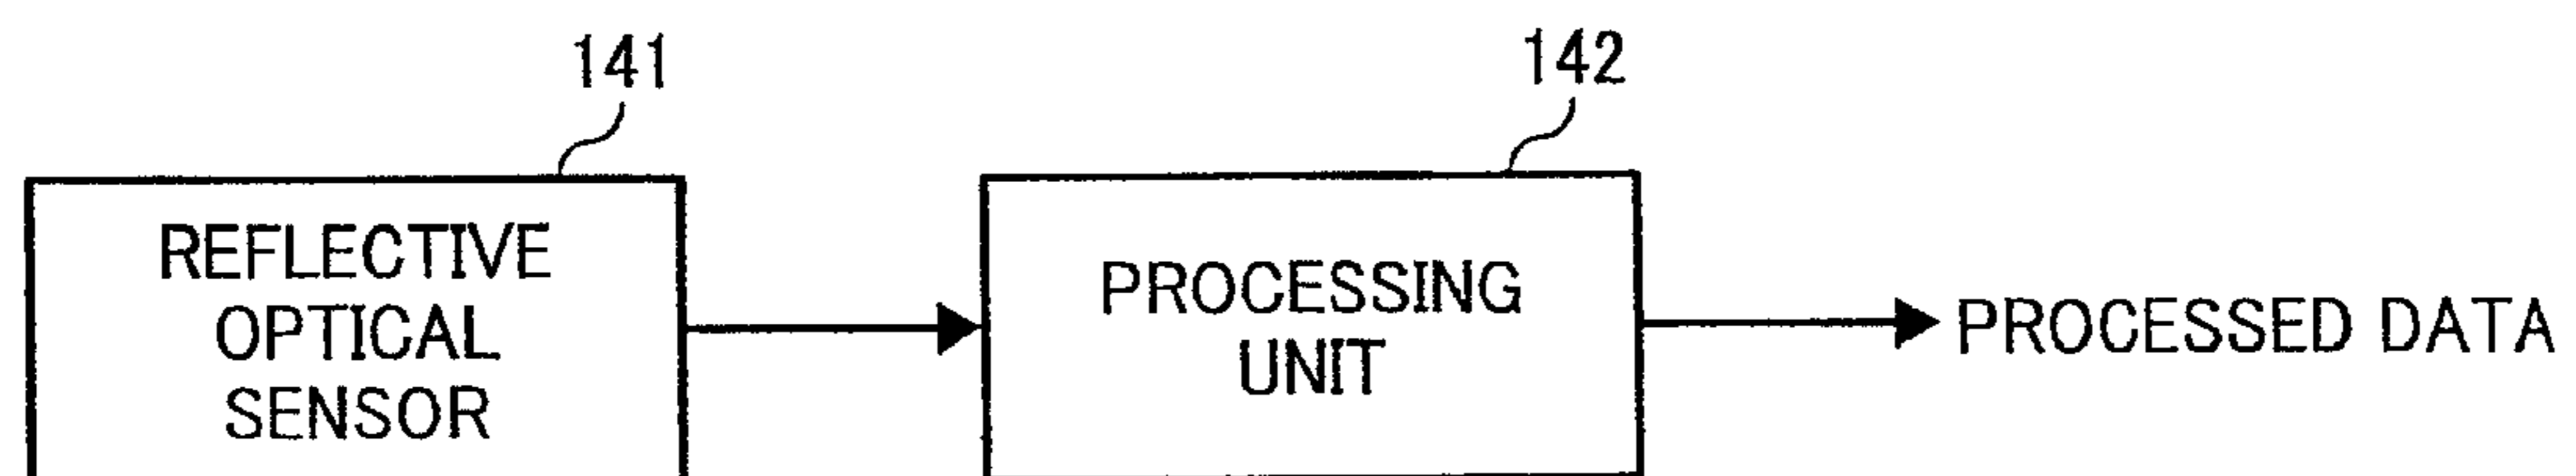 141
142
REFLECTIVE
OPTICAL
SENSOR
PROCESSING
UNIT
PROCESSED DATA